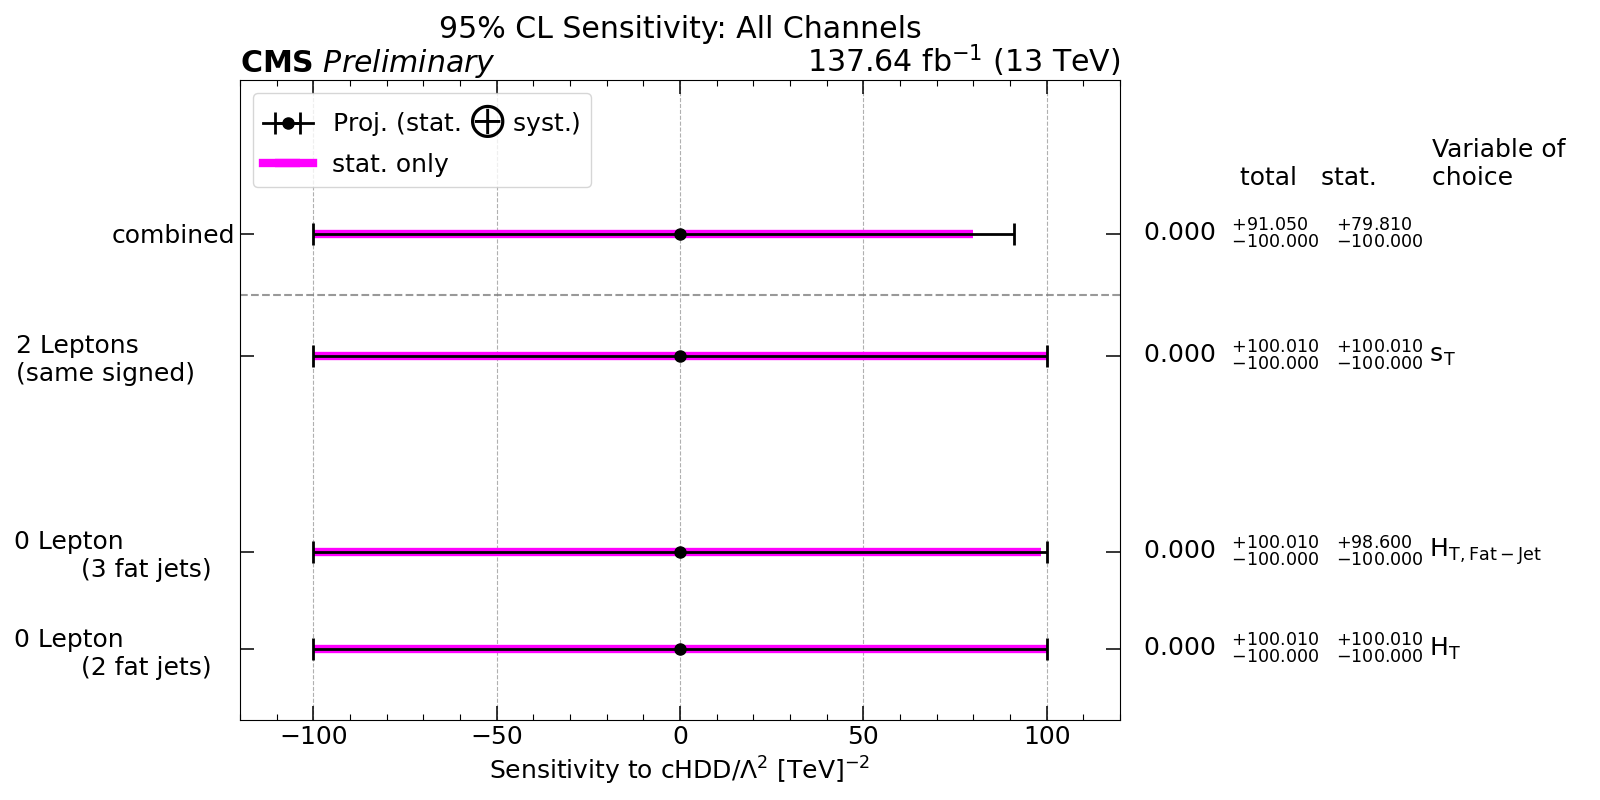 95% CL Sensitivity: All Channels
CMS Preliminary 137.64 fb⁻¹ (13 TeV)
Proj. (stat. ⊕ syst.)
stat. only
Variable of
total stat. choice
combined 0.000 +91.050 −100.000 +79.810 −100.000
2 Leptons
(same signed) 0.000 +100.010 −100.000 +100.010 −100.000 s_T
0 Lepton
(3 fat jets) 0.000 +100.010 −100.000 +98.600 −100.000 H_T, Fat−Jet
0 Lepton
(2 fat jets) 0.000 +100.010 −100.000 +100.010 −100.000 H_T
−100 −50 0 50 100
Sensitivity to cHDD/Λ² [TeV]⁻²